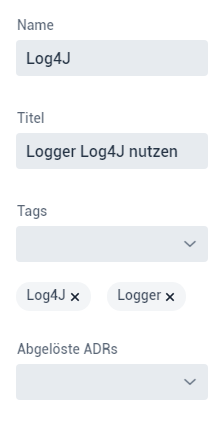 Name
Log4J
Titel
Logger Log4J nutzen
Tags
Log4J ×
Logger ×
Abgelöste ADRs